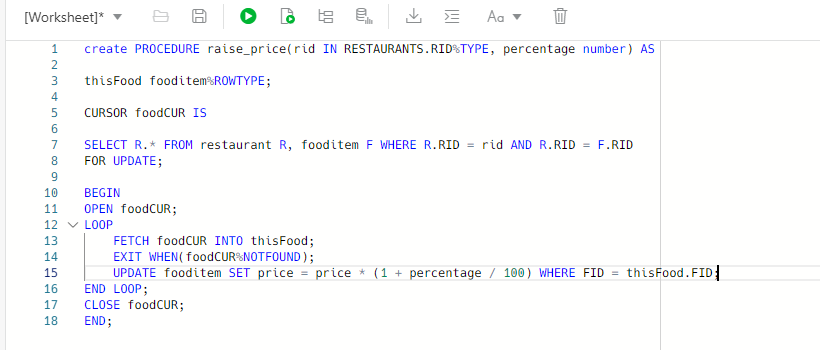 [Worksheet]*
Aa
1 create PROCEDURE raise_price(rid IN RESTAURANTS.RID%TYPE, percentage number) AS
2
3 thisFood fooditem%ROWTYPE;
4
5 CURSOR foodCUR IS
6
7 SELECT R.* FROM restaurant R, fooditem F WHERE R.RID = rid AND R.RID = F.RID
8 FOR UPDATE;
9
10 BEGIN
11 OPEN foodCUR;
12 LOOP
13 FETCH foodCUR INTO thisFood;
14 EXIT WHEN(foodCUR%NOTFOUND);
15 UPDATE fooditem SET price = price * (1 + percentage / 100) WHERE FID = thisFood.FID;
16 END LOOP;
17 CLOSE foodCUR;
18 END;